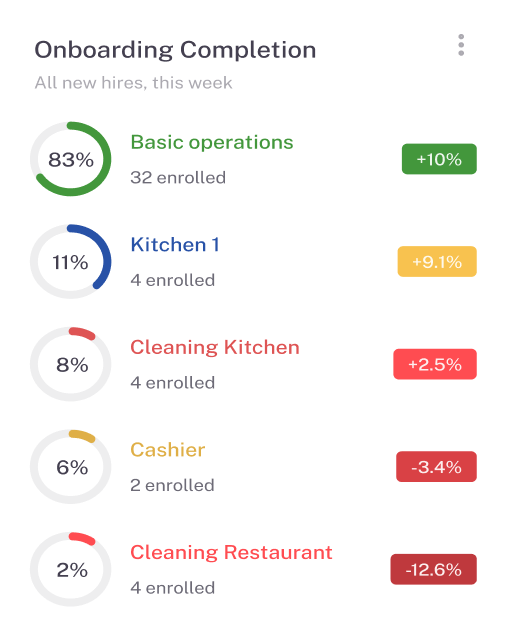 Onboarding Completion
All new hires, this week
83%
Basic operations
32 enrolled
+10%
11%
Kitchen 1
4 enrolled
+9.1%
8%
Cleaning Kitchen
4 enrolled
+2.5%
6%
Cashier
2 enrolled
-3.4%
2%
Cleaning Restaurant
4 enrolled
-12.6%